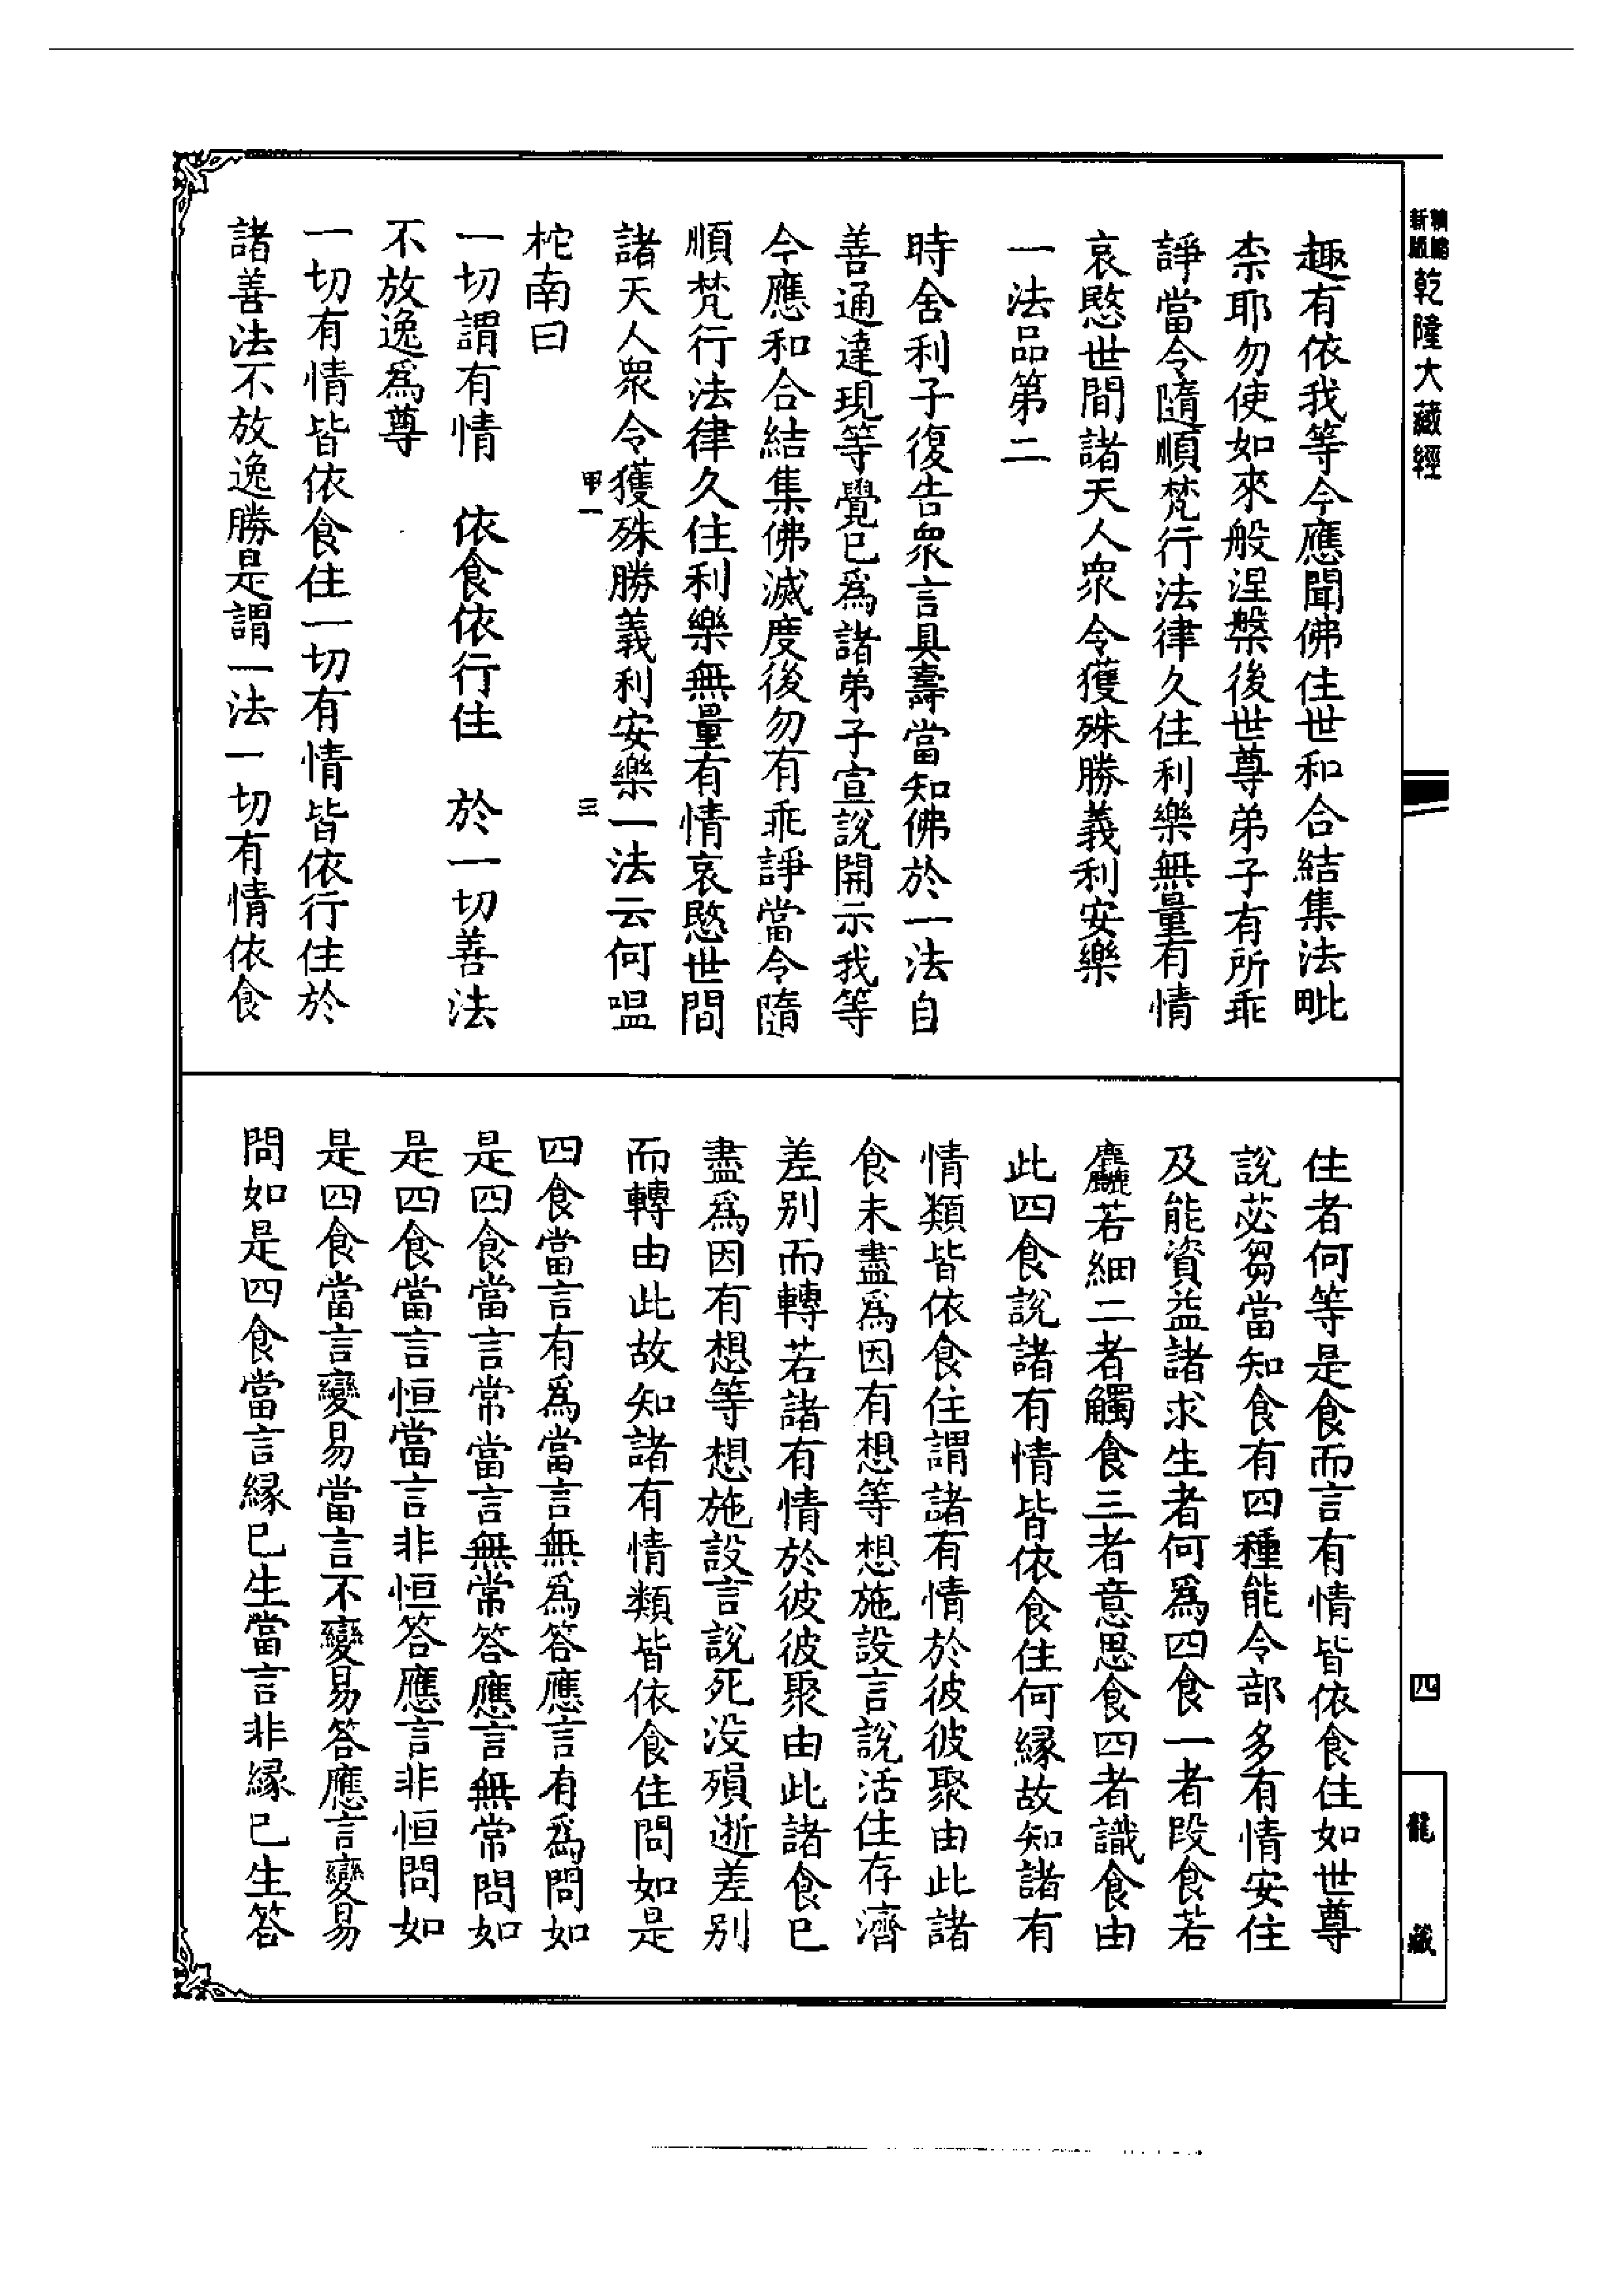 新編縮版乾隆大藏經
趣有依我等今應聞佛住世和合結集法毗
柰耶勿使如來般涅槃後世尊弟子有所乖
諍當令隨順梵行法律久住利樂無量有情
哀愍世間諸天人衆令獲殊勝義利安樂
一法品第二
時舍利子復告衆言具壽當知佛於一法自
善通達現等覺已爲諸弟子宣說開示我等
今應和合結集佛滅度後勿有乖諍當令隨
順梵行法律久住利樂無量有情哀愍世間
諸天人衆令獲殊勝義利安樂一法云何嗢
甲一 三
柁南曰
一切謂有情 依食依行住 於一切善法
不放逸爲尊
一切有情皆依食住一切有情皆依行住於
諸善法不放逸勝是謂一法一切有情依食
住者何等是食而言有情皆依食住如世尊
說苾芻當知食有四種能令部多有情安住
及能資益諸求生者何爲四食一者段食若
麤若細二者觸食三者意思食四者識食由
此四食說諸有情皆依食住何緣故知諸有
情類皆依食住謂諸有情於彼彼聚由此諸
食未盡爲因有想等想施設言說活住存濟
差別而轉若諸有情於彼彼聚由此諸食已
盡爲因有想等想施設言說死没殞逝差別
而轉由此故知諸有情類皆依食住問如是
四食當言有爲當言無爲答應言有爲問如
是四食當言常當言無常答應言無常問如
是四食當言恒當言非恒答應言非恒問如
是四食當言變易當言不變易答應言變易
問如是四食當言緣已生當言非緣已生答
四
龍藏